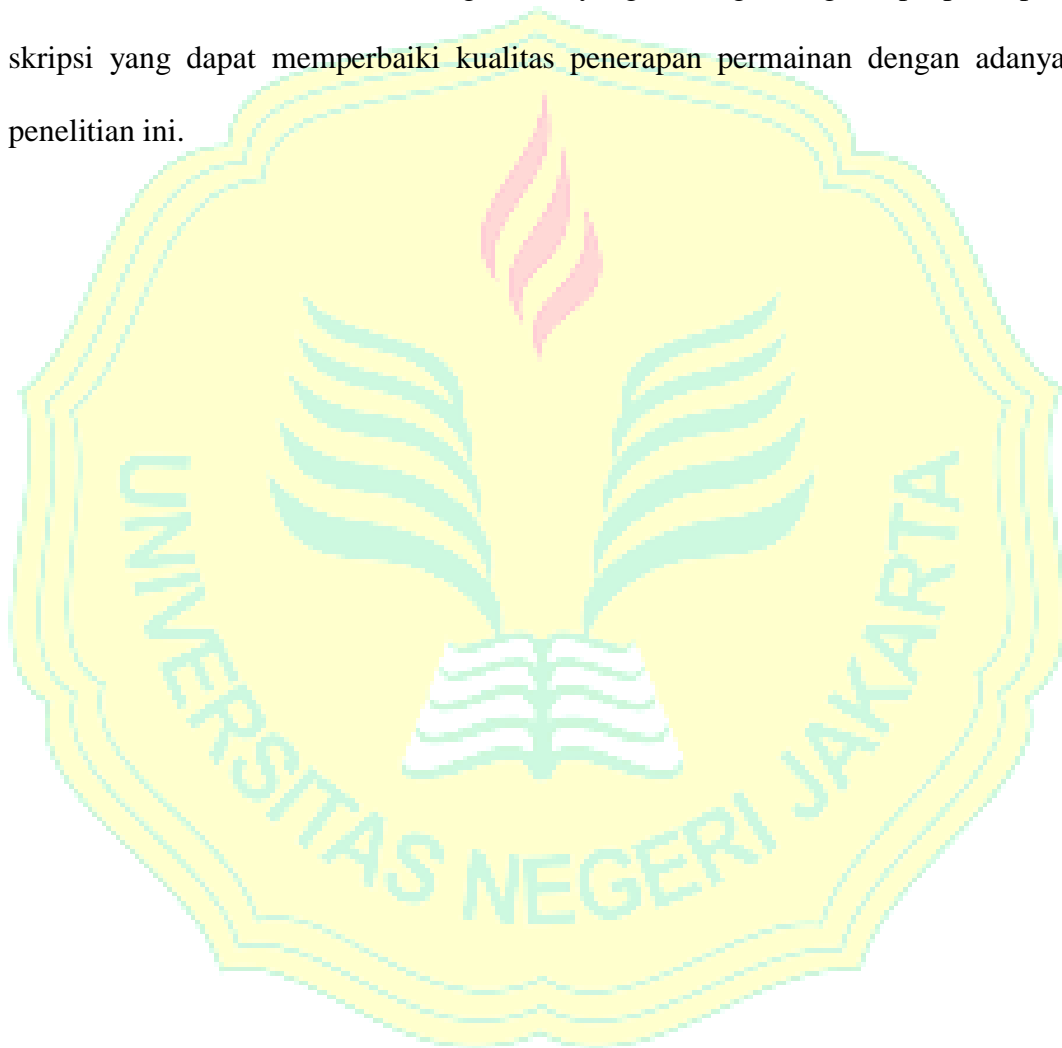 skripsi yang dapat memperbaiki kualitas penerapan permainan dengan adanya
penelitian ini.
UNIVERSITAS NEGERI JAKARTA